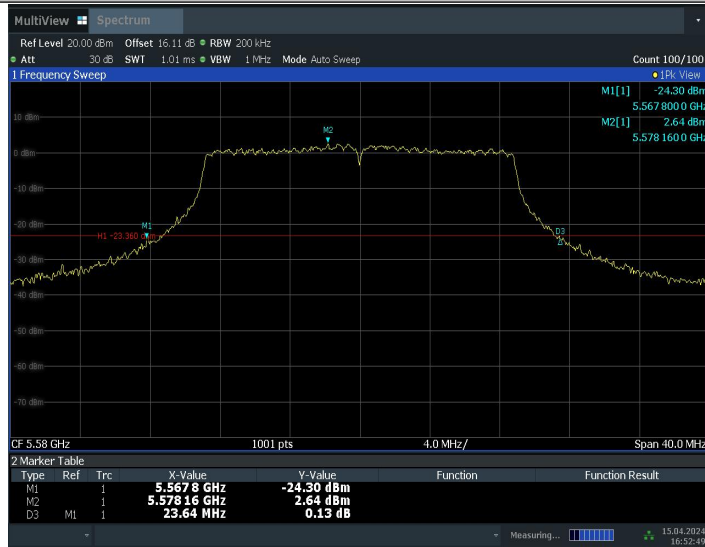 MultiView Spectrum
Ref Level 20.00 dBm Offset 16.11 dB RBW 200 kHz
Att 30 dB SWT 1.01 ms VBW 1 MHz Mode Auto Sweep Count 100/100
1 Frequency Sweep 1Pk View
M1[1] -24.30 dBm
5.567 800 0 GHz
M2[1] 2.64 dBm
5.578 160 0 GHz
10 dBm
M2
0 dBm
-10 dBm
-20 dBm
M1
D3
H1 -23.360 dBm
-30 dBm
-40 dBm
-50 dBm
-60 dBm
-70 dBm
CF 5.58 GHz 1001 pts 4.0 MHz/ Span 40.0 MHz
2 Marker Table
Type Ref Trc X-Value Y-Value Function Function Result
M1 1 5.567 8 GHz -24.30 dBm
M2 1 5.578 16 GHz 2.64 dBm
D3 M1 1 23.64 MHz 0.13 dB
Measuring... 15.04.2024
16:52:49